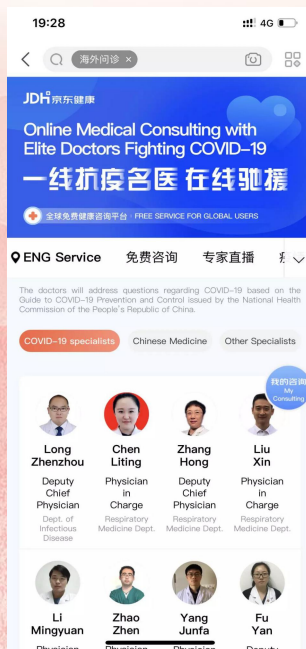 19:28
4G
海外问诊 ×
JDH 京东健康
Online Medical Consulting with
Elite Doctors Fighting COVID-19
一线抗疫名医 在线驰援
全球免费健康咨询平台 · FREE SERVICE FOR GLOBAL USERS
ENG Service 免费咨询 专家直播
The doctors will address questions regarding COVID-19 based on the
Guide to COVID-19 Prevention and Control issued by the National Health
Commission of the People's Republic of China.
COVID-19 specialists Chinese Medicine Other Specialists
我的咨询
My
Consulting
Long
Zhenzhou
Deputy
Chief
Physician
Dept. of
Infectious
Disease
Chen
Liting
Physician
in
Charge
Respiratory
Medicine Dept.
Zhang
Hong
Deputy
Chief
Physician
Respiratory
Medicine Dept.
Liu
Xin
Physician
in
Charge
Respiratory
Medicine Dept.
Li
Mingyuan
Physician
Zhao
Zhen
Physician
Yang
Junfa
Physician
Fu
Yan
Deputy